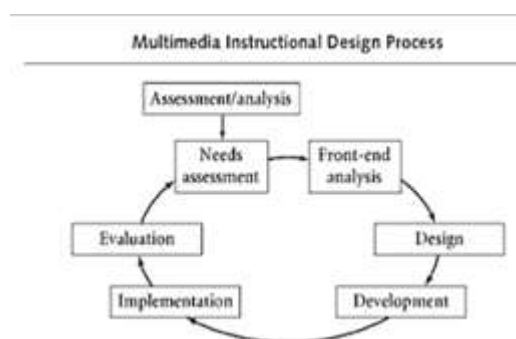 Multimedia Instructional Design Process
Assessment/analysis
Needs
assessment
Front-end
analysis
Evaluation
Design
Implementation
Development